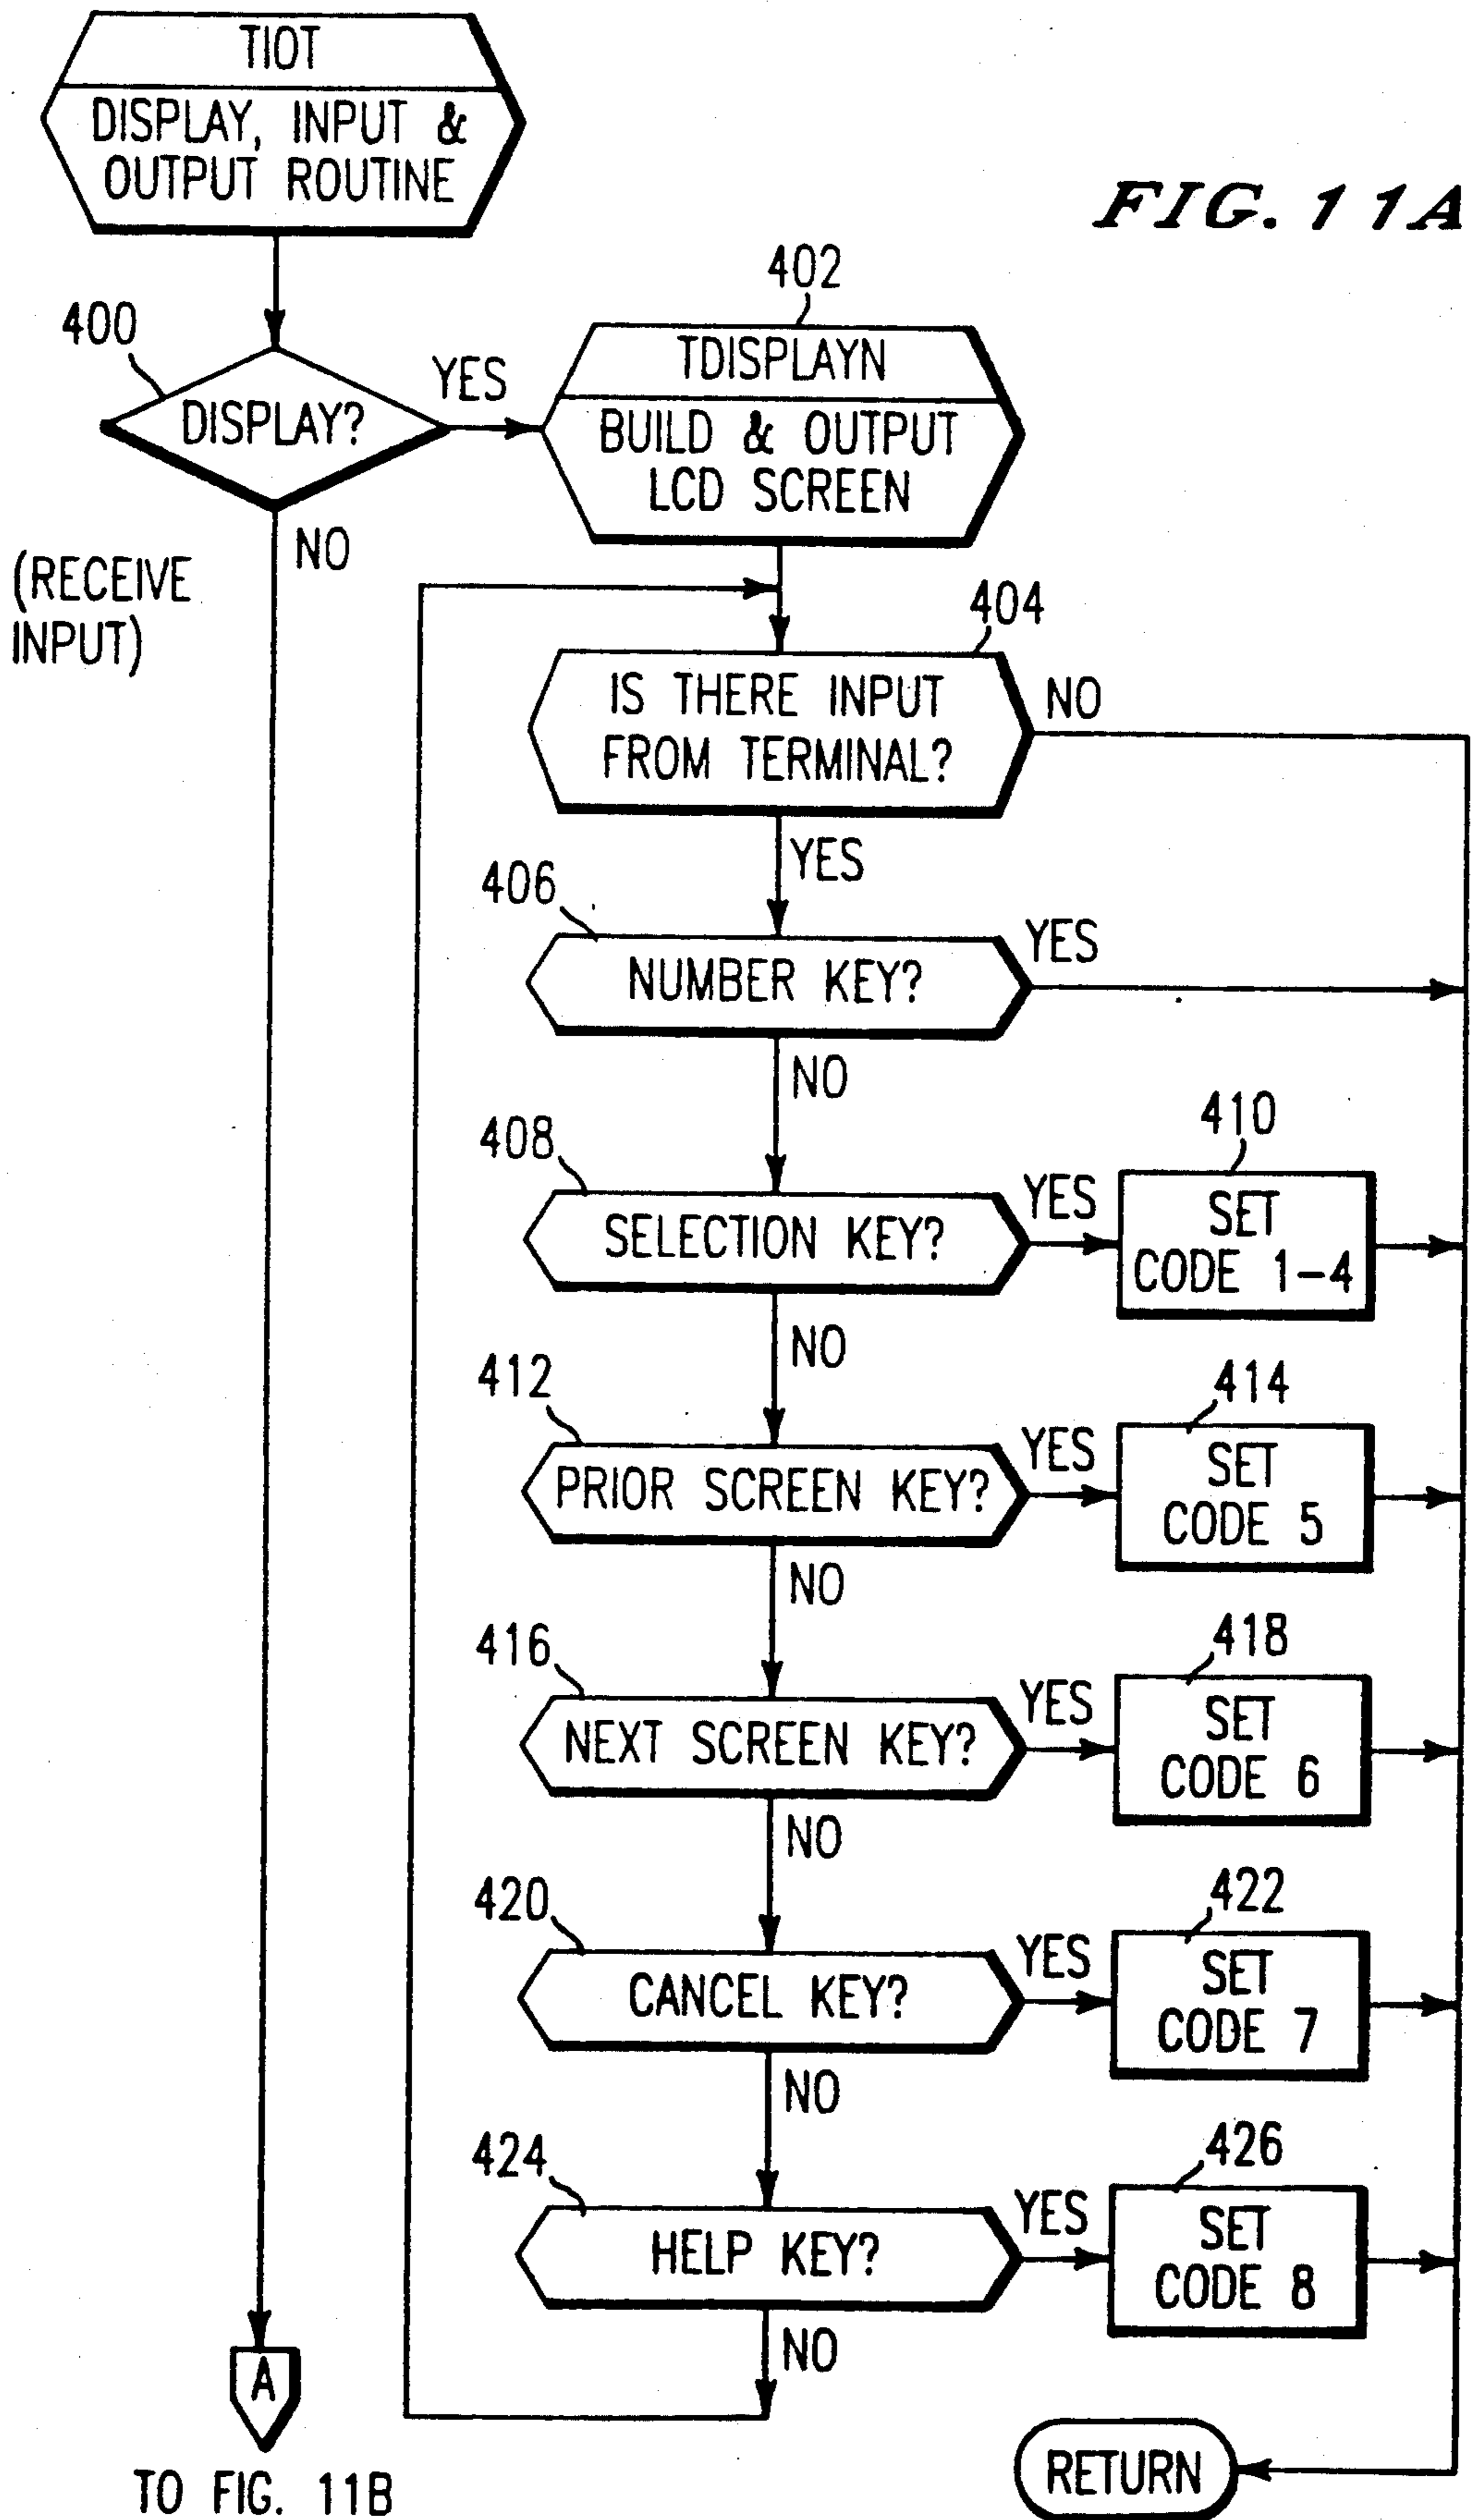 TIOT
DISPLAY, INPUT &
OUTPUT ROUTINE
FIG. 11A
400
DISPLAY?
YES
NO
(RECEIVE
INPUT)
402
TDISPLAYN
BUILD & OUTPUT
LCD SCREEN
404
IS THERE INPUT
FROM TERMINAL?
NO
YES
406
NUMBER KEY?
YES
NO
408
SELECTION KEY?
YES
410
SET
CODE 1-4
NO
412
PRIOR SCREEN KEY?
YES
414
SET
CODE 5
NO
416
NEXT SCREEN KEY?
YES
418
SET
CODE 6
NO
420
CANCEL KEY?
YES
422
SET
CODE 7
NO
424
HELP KEY?
YES
426
SET
CODE 8
NO
A
TO FIG. 11B
RETURN